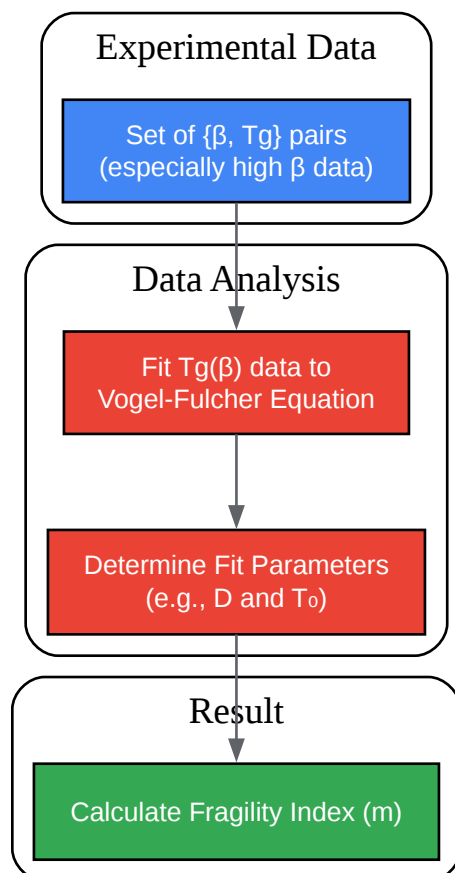 Experimental Data
Set of {β, Tg} pairs
(especially high β data)
Data Analysis
Fit Tg(β) data to
Vogel-Fulcher Equation
Determine Fit Parameters
(e.g., D and T₀)
Result
Calculate Fragility Index (m)